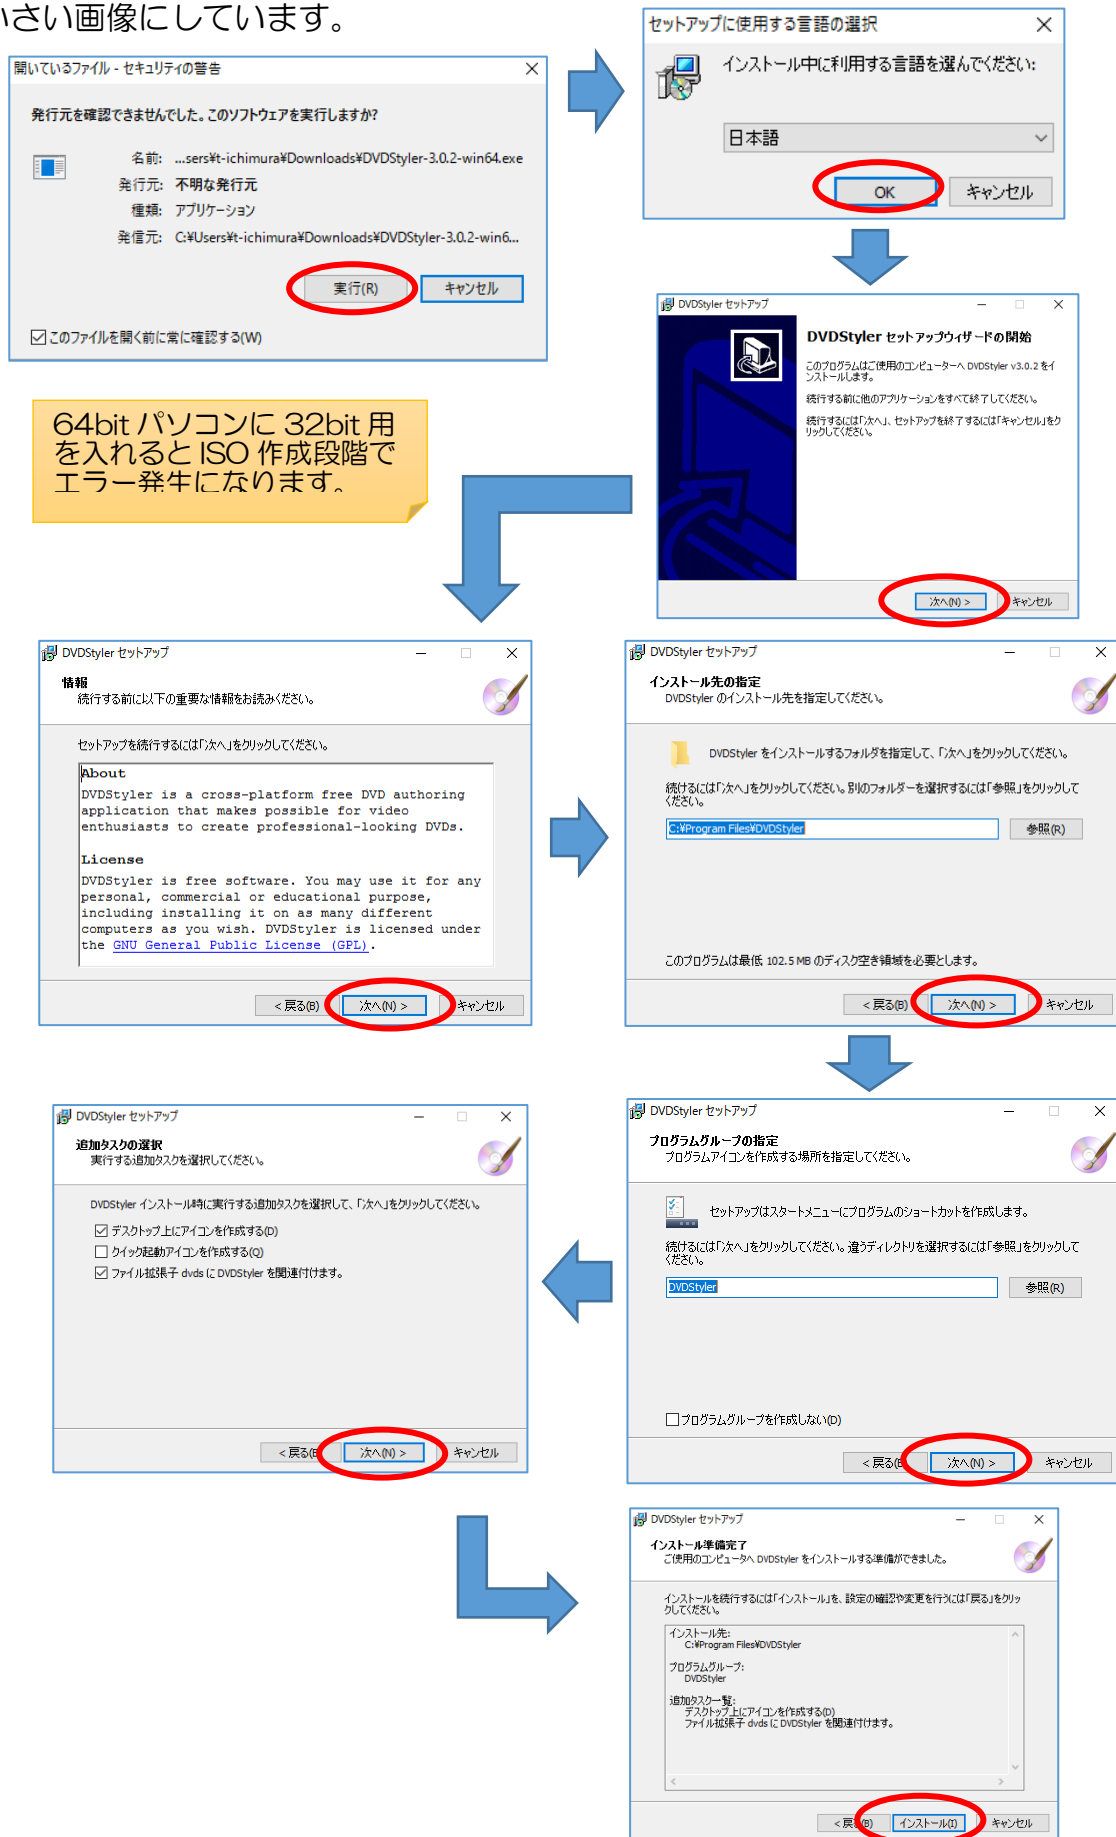 さい画像にしています。
開いているファイル - セキュリティの警告
発行元を確認できませんでした。このソフトウェアを実行しますか?
名前: ...sers¥t-ichimura¥Downloads¥DVDStyler-3.0.2-win64.exe
発行元: 不明な発行元
種類: アプリケーション
発信元: C:¥Users¥t-ichimura¥Downloads¥DVDStyler-3.0.2-win6...
実行(R) キャンセル
このファイルを開く前に常に確認する(W)
セットアップに使用する言語の選択
インストール中に利用する言語を選んでください:
日本語
OK キャンセル
DVDStyler セットアップ
DVDStyler セットアップウィザードの開始
このプログラムはご使用のコンピューターへ DVDStyler v3.0.2 をイ
ンストールします。
続行する前に他のアプリケーションをすべて終了してください。
続行するには「次へ」、セットアップを終了するには「キャンセル」をク
リックしてください。
次へ(N) > キャンセル
64bit パソコンに 32bit 用
を入れると ISO 作成段階で
エラー発生になります。
DVDStyler セットアップ
情報
続行する前に以下の重要な情報をお読みください。
セットアップを続行するには「次へ」をクリックしてください。
About
DVDStyler is a cross-platform free DVD authoring
application that makes possible for video
enthusiasts to create professional-looking DVDs.
License
DVDStyler is free software. You may use it for any
personal, commercial or educational purpose,
including installing it on as many different
computers as you wish. DVDStyler is licensed under
the GNU General Public License (GPL).
< 戻る(B) 次へ(N) > キャンセル
DVDStyler セットアップ
インストール先の指定
DVDStyler のインストール先を指定してください。
DVDStyler をインストールするフォルダを指定して、「次へ」をクリックしてください。
続けるには「次へ」をクリックしてください。別のフォルダーを選択するには「参照」をクリックして
ください。
C:¥Program Files¥DVDStyler 参照(R)
このプログラムは最低 102.5 MB のディスク空き領域を必要とします。
< 戻る(B) 次へ(N) > キャンセル
DVDStyler セットアップ
プログラムグループの指定
プログラムアイコンを作成する場所を指定してください。
セットアップはスタートメニューにプログラムのショートカットを作成します。
続けるには「次へ」をクリックしてください。違うディレクトリを選択するには「参照」をクリックして
ください。
DVDStyler 参照(R)
プログラムグループを作成しない(D)
< 戻る(B 次へ(N) > キャンセル
DVDStyler セットアップ
追加タスクの選択
実行する追加タスクを選択してください。
DVDStyler インストール時に実行する追加タスクを選択して、「次へ」をクリックしてください。
デスクトップ上にアイコンを作成する(D)
クイック起動アイコンを作成する(Q)
ファイル拡張子 dvds に DVDStyler を関連付けます。
< 戻る(B 次へ(N) > キャンセル
DVDStyler セットアップ
インストール準備完了
ご使用のコンピュータへ DVDStyler をインストールする準備ができました。
インストールを続行するには「インストール」を、設定の確認や変更を行うには「戻る」をクリッ
クしてください。
インストール先:
C:¥Program Files¥DVDStyler
プログラムグループ:
DVDStyler
追加タスク一覧:
デスクトップ上にアイコンを作成する(D)
ファイル拡張子 dvds に DVDStyler を関連付けます。
< 戻る(B) インストール(I) キャンセル